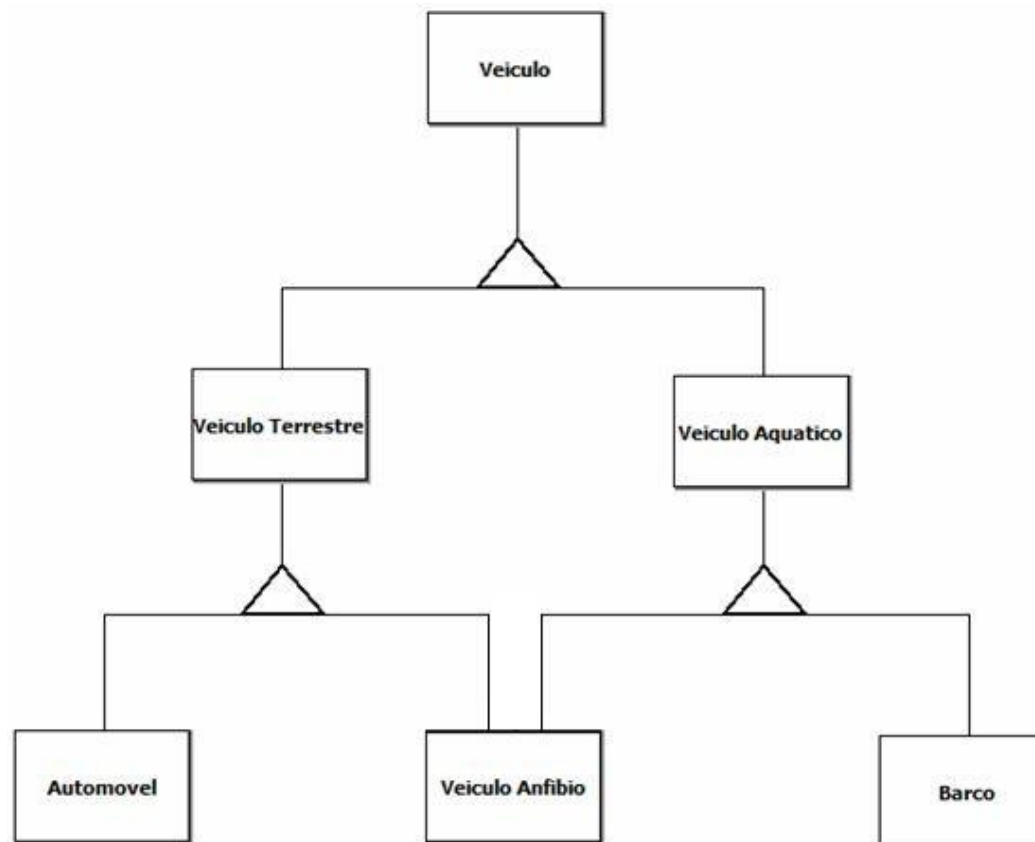 Veiculo
Veiculo Terrestre
Veiculo Aquatico
Automovel
Veiculo Anfibio
Barco